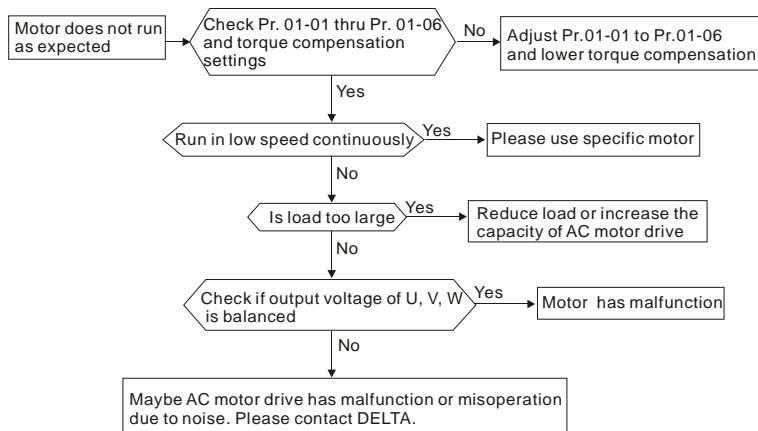 Motor does not run
as expected
Check Pr. 01-01 thru Pr. 01-06
and torque compensation
settings
No
Adjust Pr.01-01 to Pr.01-06
and lower torque compensation
Yes
Run in low speed continuously
Yes
Please use specific motor
No
Is load too large
Yes
Reduce load or increase the
capacity of AC motor drive
No
Check if output voltage of U, V, W
is balanced
Yes
Motor has malfunction
No
Maybe AC motor drive has malfunction or misoperation
due to noise. Please contact DELTA.